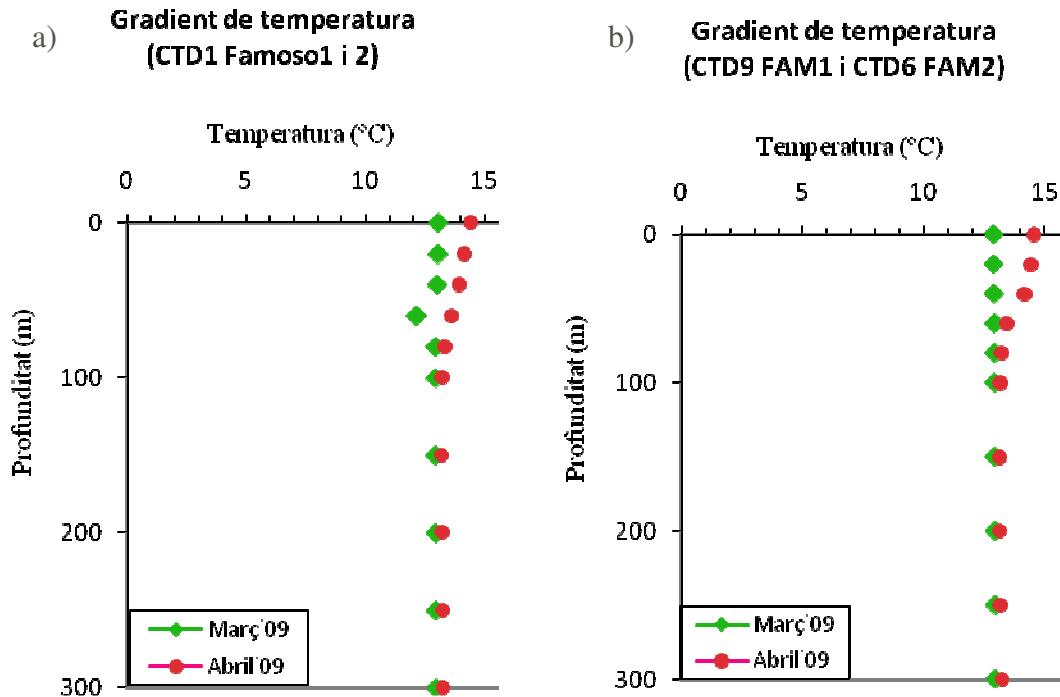 a)
Gradient de temperatura
(CTD1 Famoso1 i 2)
Temperatura (°C)
0 5 10 15
0
100
200
300
Profunditat (m)
Març'09
Abril'09
b)
Gradient de temperatura
(CTD9 FAM1 i CTD6 FAM2)
Temperatura (°C)
0 5 10 15
0
100
200
300
Profunditat (m)
Març'09
Abril'09